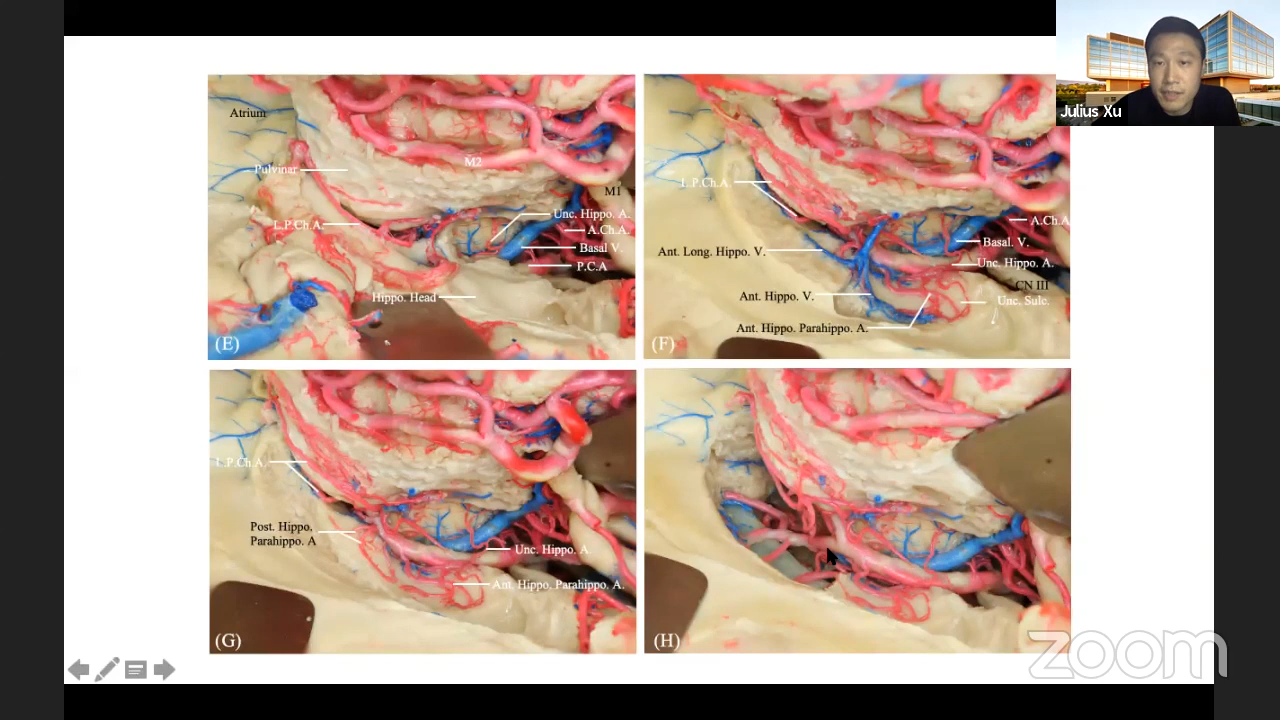 Julius Xu
Atrium
Pulvinar
M2
M1
L.P.Ch.A.
Unc. Hippo. A.
A.Ch.A.
Basal V.
P.C.A
Hippo. Head
(E)
L.P.Ch.A.
A.Ch.A
Ant. Long. Hippo. V.
Basal. V.
Unc. Hippo. A.
CN III
Ant. Hippo. V.
Unc. Sulc.
Ant. Hippo. Parahippo. A.
(F)
L.P.Ch.A.
Post. Hippo.
Parahippo. A
Unc. Hippo. A.
Ant. Hippo. Parahippo. A.
(G)
(H)
zoom